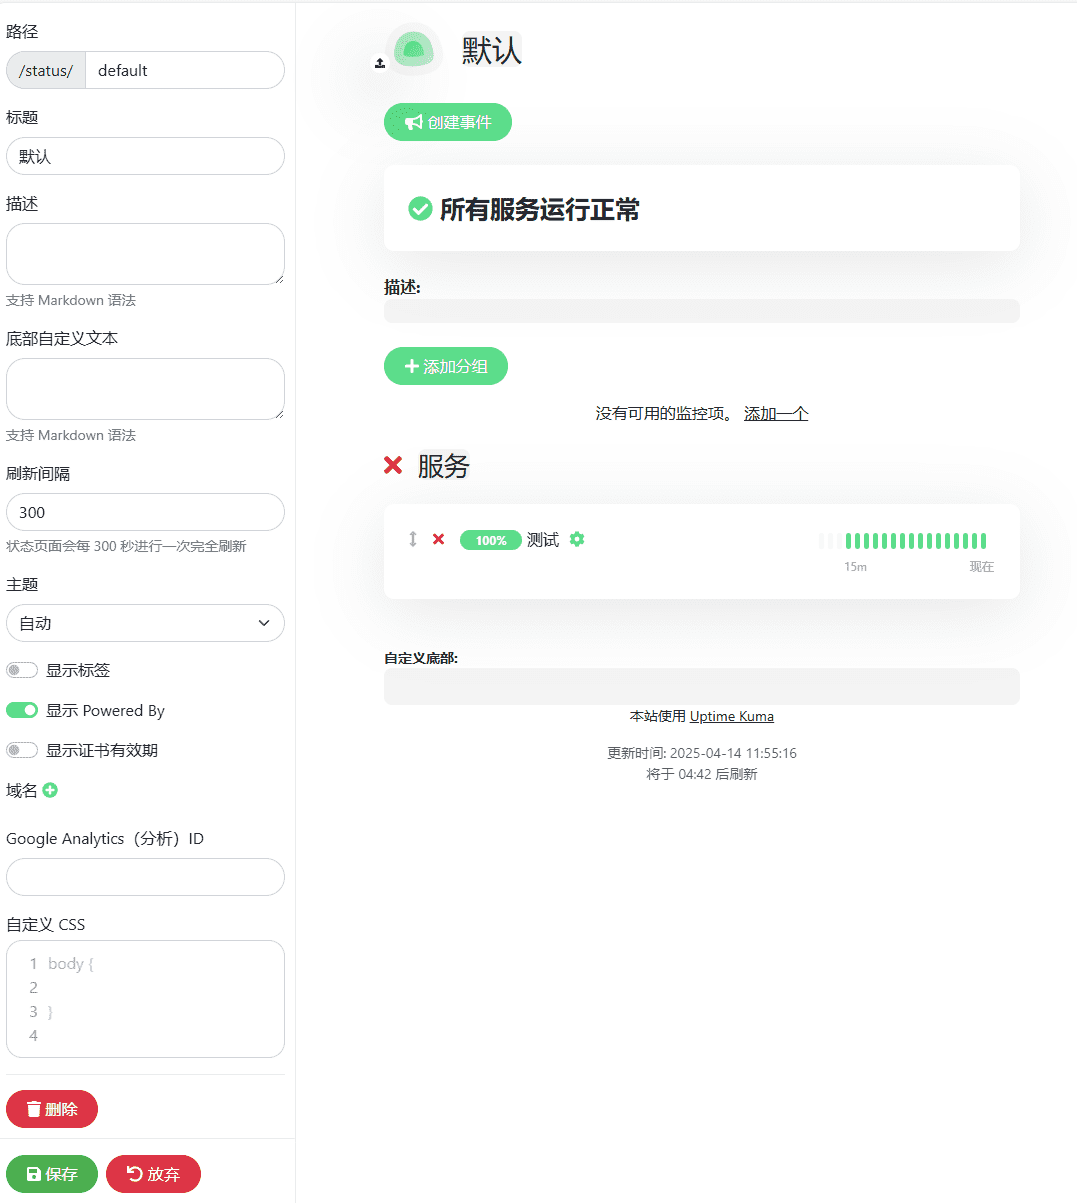 路径
/status/ default
标题
默认
描述
支持 Markdown 语法
底部自定义文本
支持 Markdown 语法
刷新间隔
300
状态页面会每 300 秒进行一次完全刷新
主题
自动
显示标签
显示 Powered By
显示证书有效期
域名
Google Analytics（分析）ID
自定义 CSS
1 body {
2
3 }
4
删除
保存 放弃
默认
创建事件
所有服务运行正常
描述:
添加分组
没有可用的监控项。 添加一个
服务
100% 测试
15m 现在
自定义底部:
本站使用 Uptime Kuma
更新时间: 2025-04-14 11:55:16
将于 04:42 后刷新